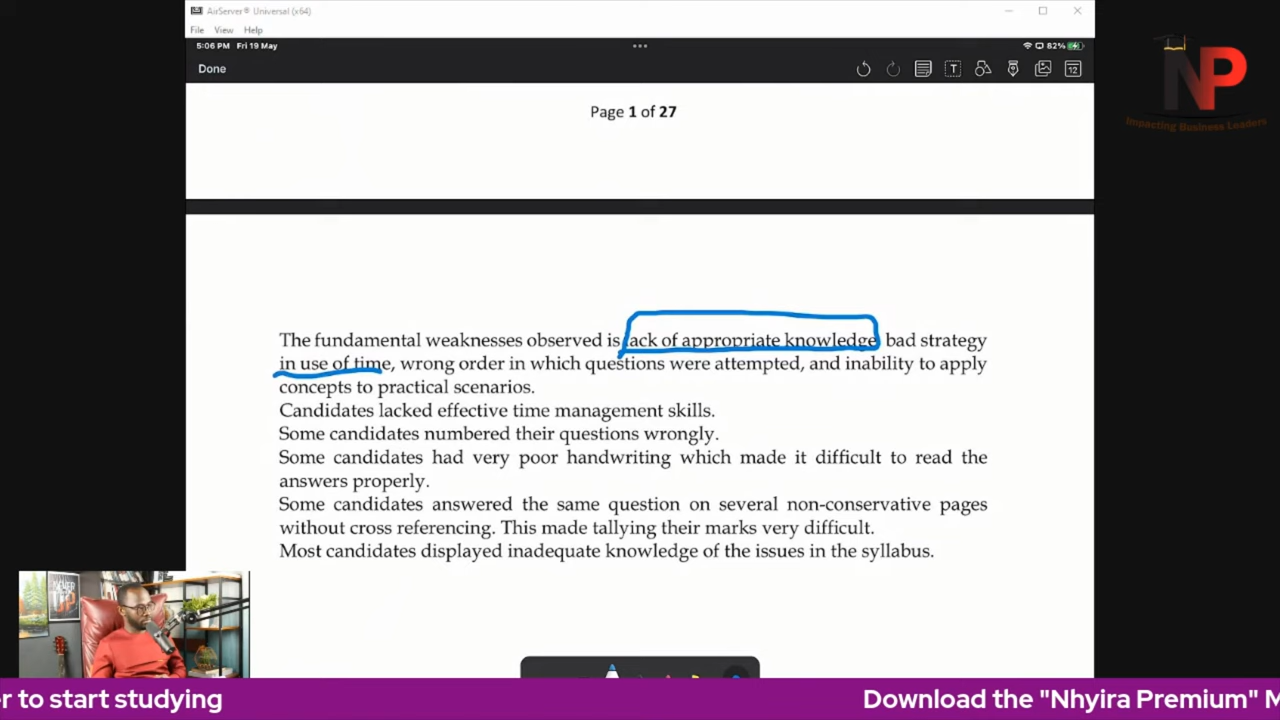 AirServer® Universal (x64)
File View Help
5:06 PM Fri 19 May
82%
Done
T
12
NP
Impacting Business Leaders
Page 1 of 27
The fundamental weaknesses observed is lack of appropriate knowledge, bad strategy
in use of time, wrong order in which questions were attempted, and inability to apply
concepts to practical scenarios.
Candidates lacked effective time management skills.
Some candidates numbered their questions wrongly.
Some candidates had very poor handwriting which made it difficult to read the
answers properly.
Some candidates answered the same question on several non-conservative pages
without cross referencing. This made tallying their marks very difficult.
Most candidates displayed inadequate knowledge of the issues in the syllabus.
er to start studying
Download the "Nhyira Premium" M